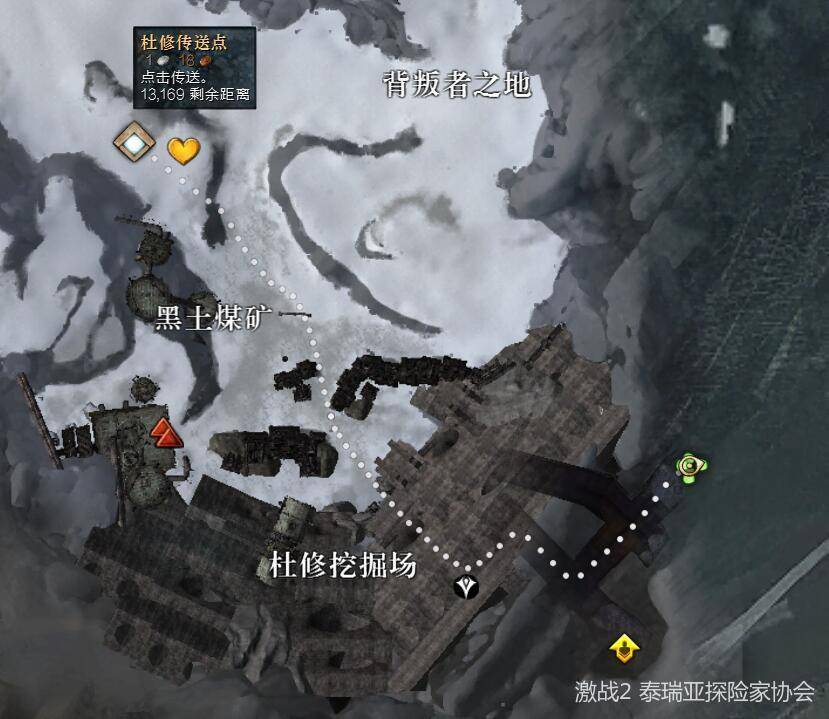 杜修传送点
1 18
点击传送。
13,169 剩余距离
背叛者之地
黑土煤矿
杜修挖掘场
激战2 泰瑞亚探险家协会